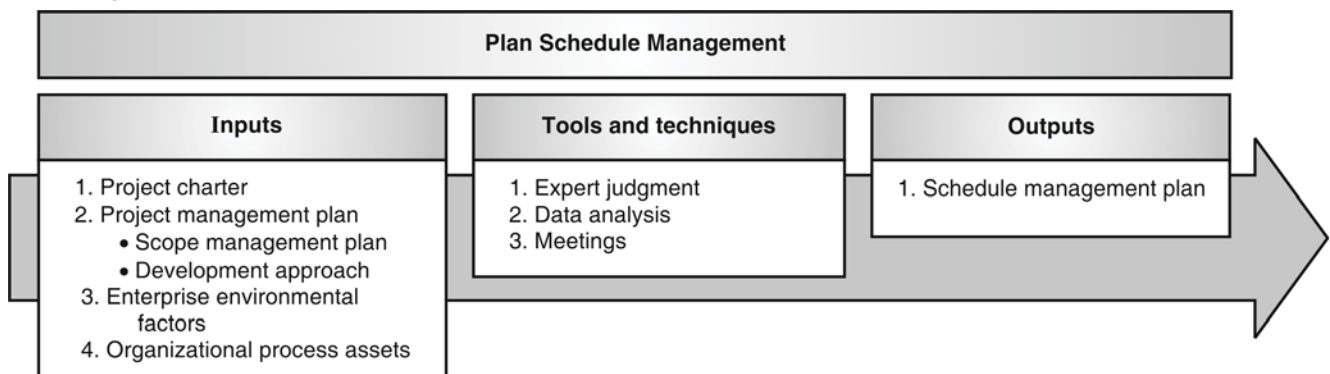 Plan Schedule Management
Inputs
1. Project charter
2. Project management plan
• Scope management plan
• Development approach
3. Enterprise environmental
factors
4. Organizational process assets
Tools and techniques
1. Expert judgment
2. Data analysis
3. Meetings
Outputs
1. Schedule management plan